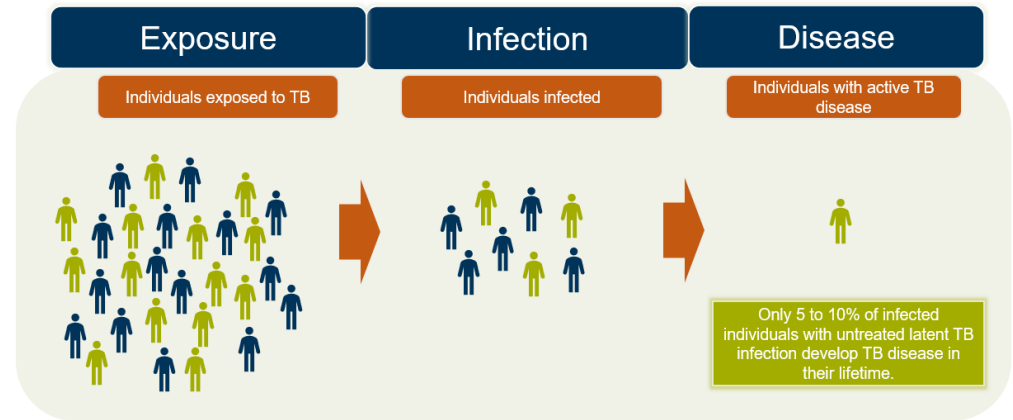 Exposure
Infection
Disease
Individuals exposed to TB
Individuals infected
Individuals with active TB
disease
Only 5 to 10% of infected
individuals with untreated latent TB
infection develop TB disease in
their lifetime.